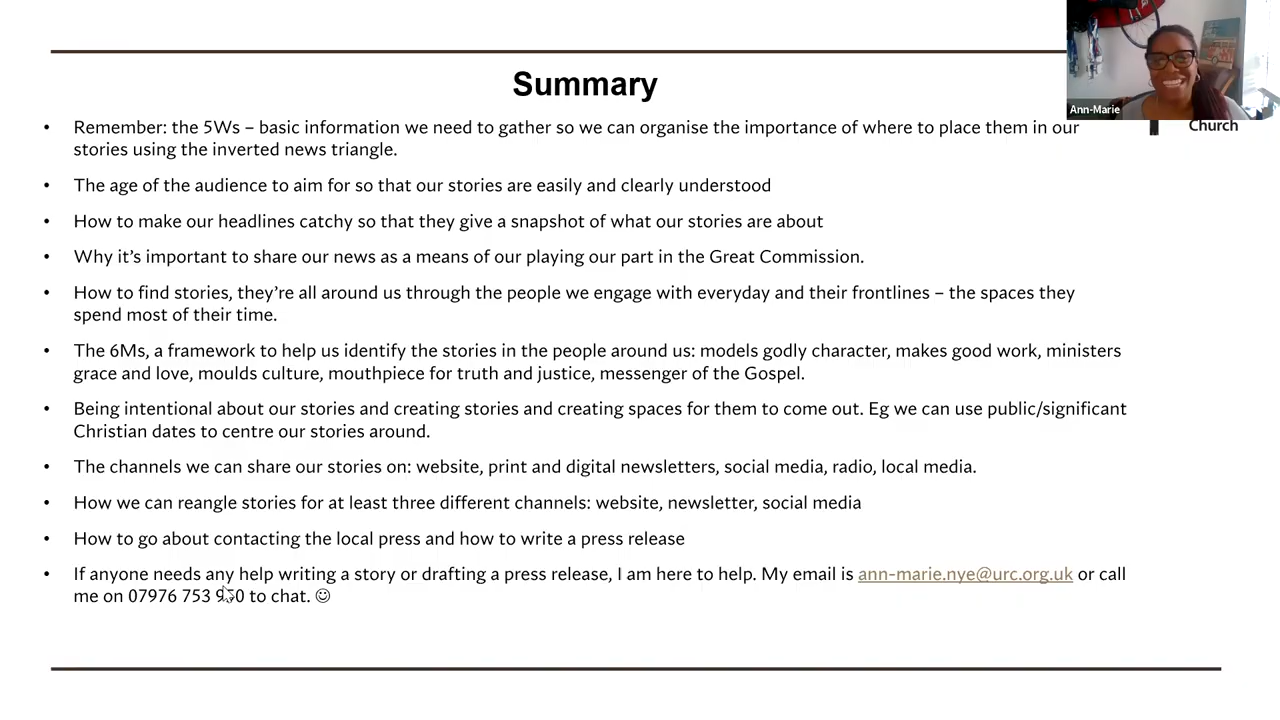 Summary
Ann-Marie
Church
• Remember: the 5Ws – basic information we need to gather so we can organise the importance of where to place them in our
stories using the inverted news triangle.
• The age of the audience to aim for so that our stories are easily and clearly understood
• How to make our headlines catchy so that they give a snapshot of what our stories are about
• Why it’s important to share our news as a means of our playing our part in the Great Commission.
• How to find stories, they’re all around us through the people we engage with everyday and their frontlines – the spaces they
spend most of their time.
• The 6Ms, a framework to help us identify the stories in the people around us: models godly character, makes good work, ministers
grace and love, moulds culture, mouthpiece for truth and justice, messenger of the Gospel.
• Being intentional about our stories and creating stories and creating spaces for them to come out. Eg we can use public/significant
Christian dates to centre our stories around.
• The channels we can share our stories on: website, print and digital newsletters, social media, radio, local media.
• How we can reangle stories for at least three different channels: website, newsletter, social media
• How to go about contacting the local press and how to write a press release
• If anyone needs any help writing a story or drafting a press release, I am here to help. My email is ann-marie.nye@urc.org.uk or call
me on 07976 753 to chat. ☺